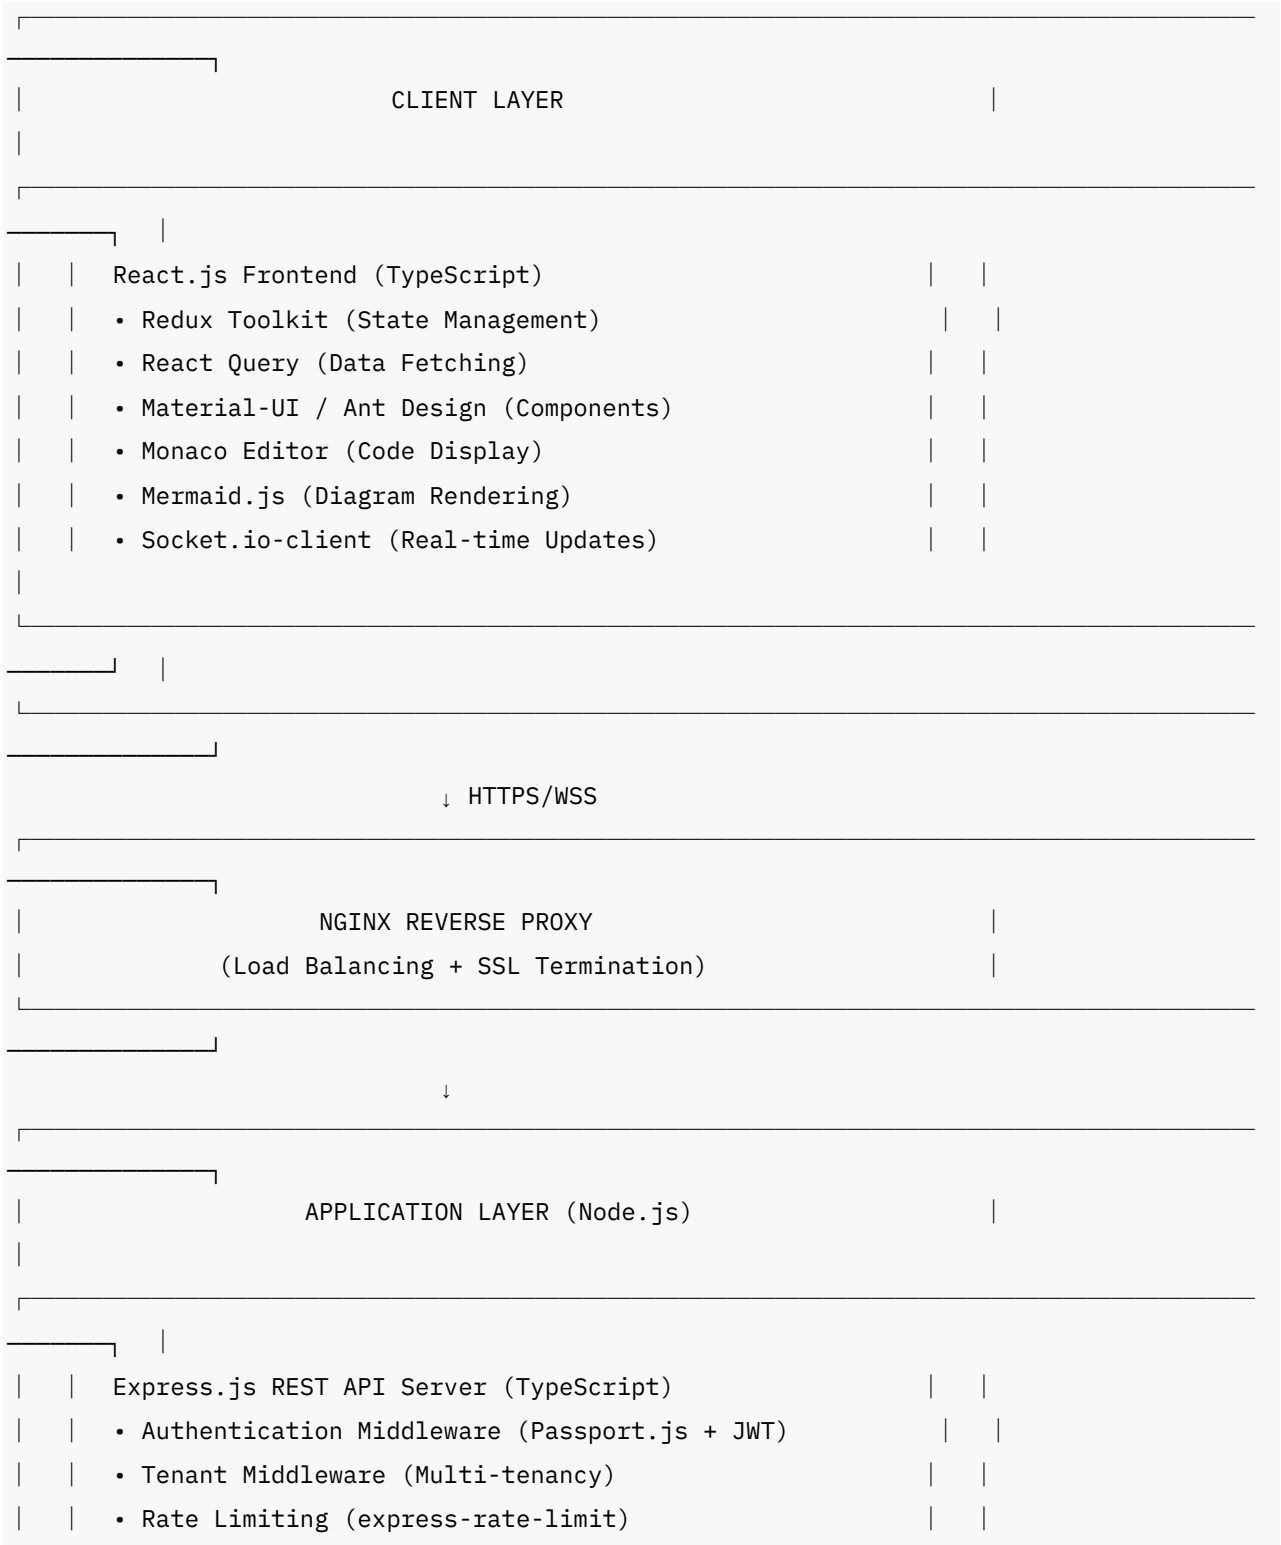 CLIENT LAYER
React.js Frontend (TypeScript)
• Redux Toolkit (State Management)
• React Query (Data Fetching)
• Material-UI / Ant Design (Components)
• Monaco Editor (Code Display)
• Mermaid.js (Diagram Rendering)
• Socket.io-client (Real-time Updates)
↓ HTTPS/WSS
NGINX REVERSE PROXY
(Load Balancing + SSL Termination)
↓
APPLICATION LAYER (Node.js)
Express.js REST API Server (TypeScript)
• Authentication Middleware (Passport.js + JWT)
• Tenant Middleware (Multi-tenancy)
• Rate Limiting (express-rate-limit)